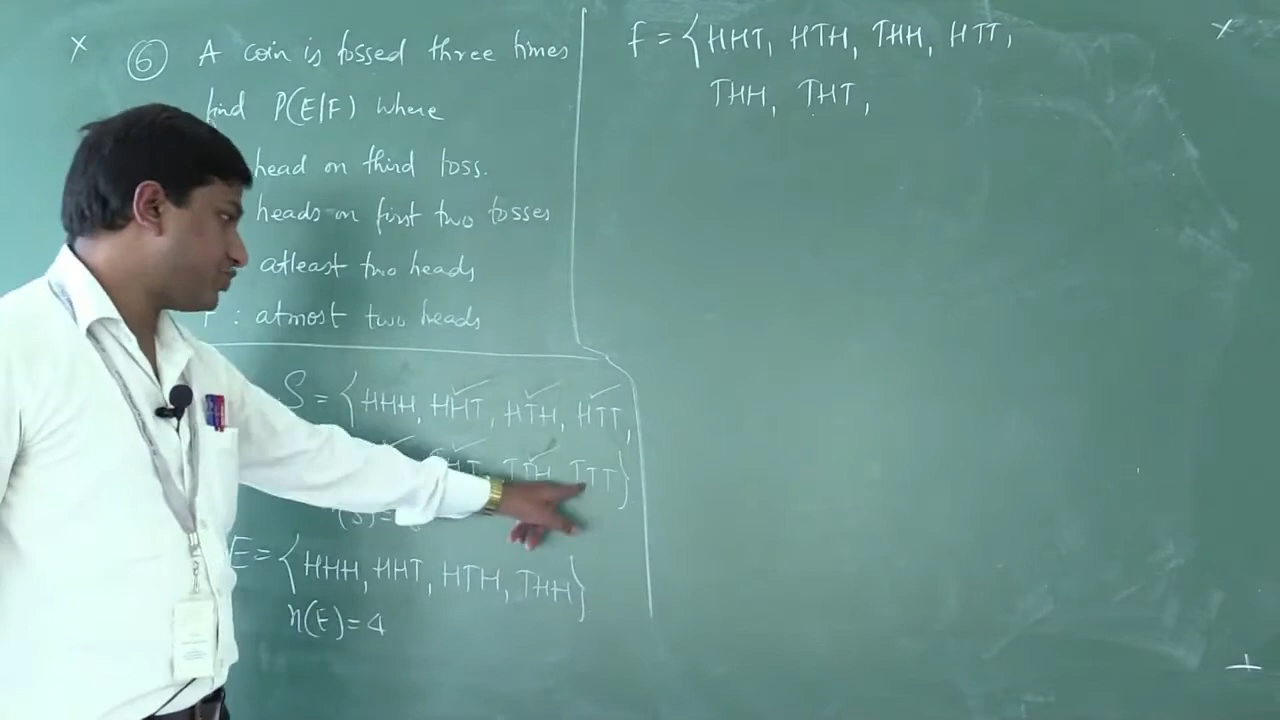 6 A coin is tossed three times
find P(E/F) where
head on third toss.
heads on first two tosses
atleast two heads
F : atmost two heads
S = {HHH, HHT, HTH, HTT,
THT, TTH, TTT}
E = {HHH, HHT, HTH, THH}
n(E) = 4
F = {HHT, HTH, THH, HTT,
THH, THT,